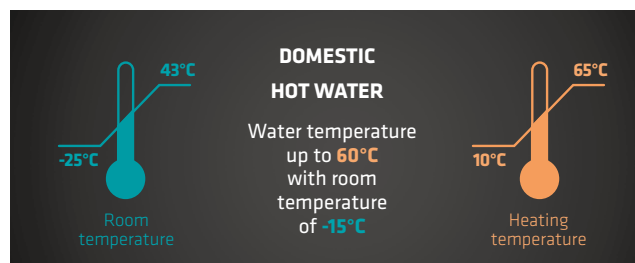 43°C
-25°C
Room
temperature
DOMESTIC
HOT WATER
Water temperature
up to 60°C
with room
temperature
of -15°C
65°C
10°C
Heating
temperature